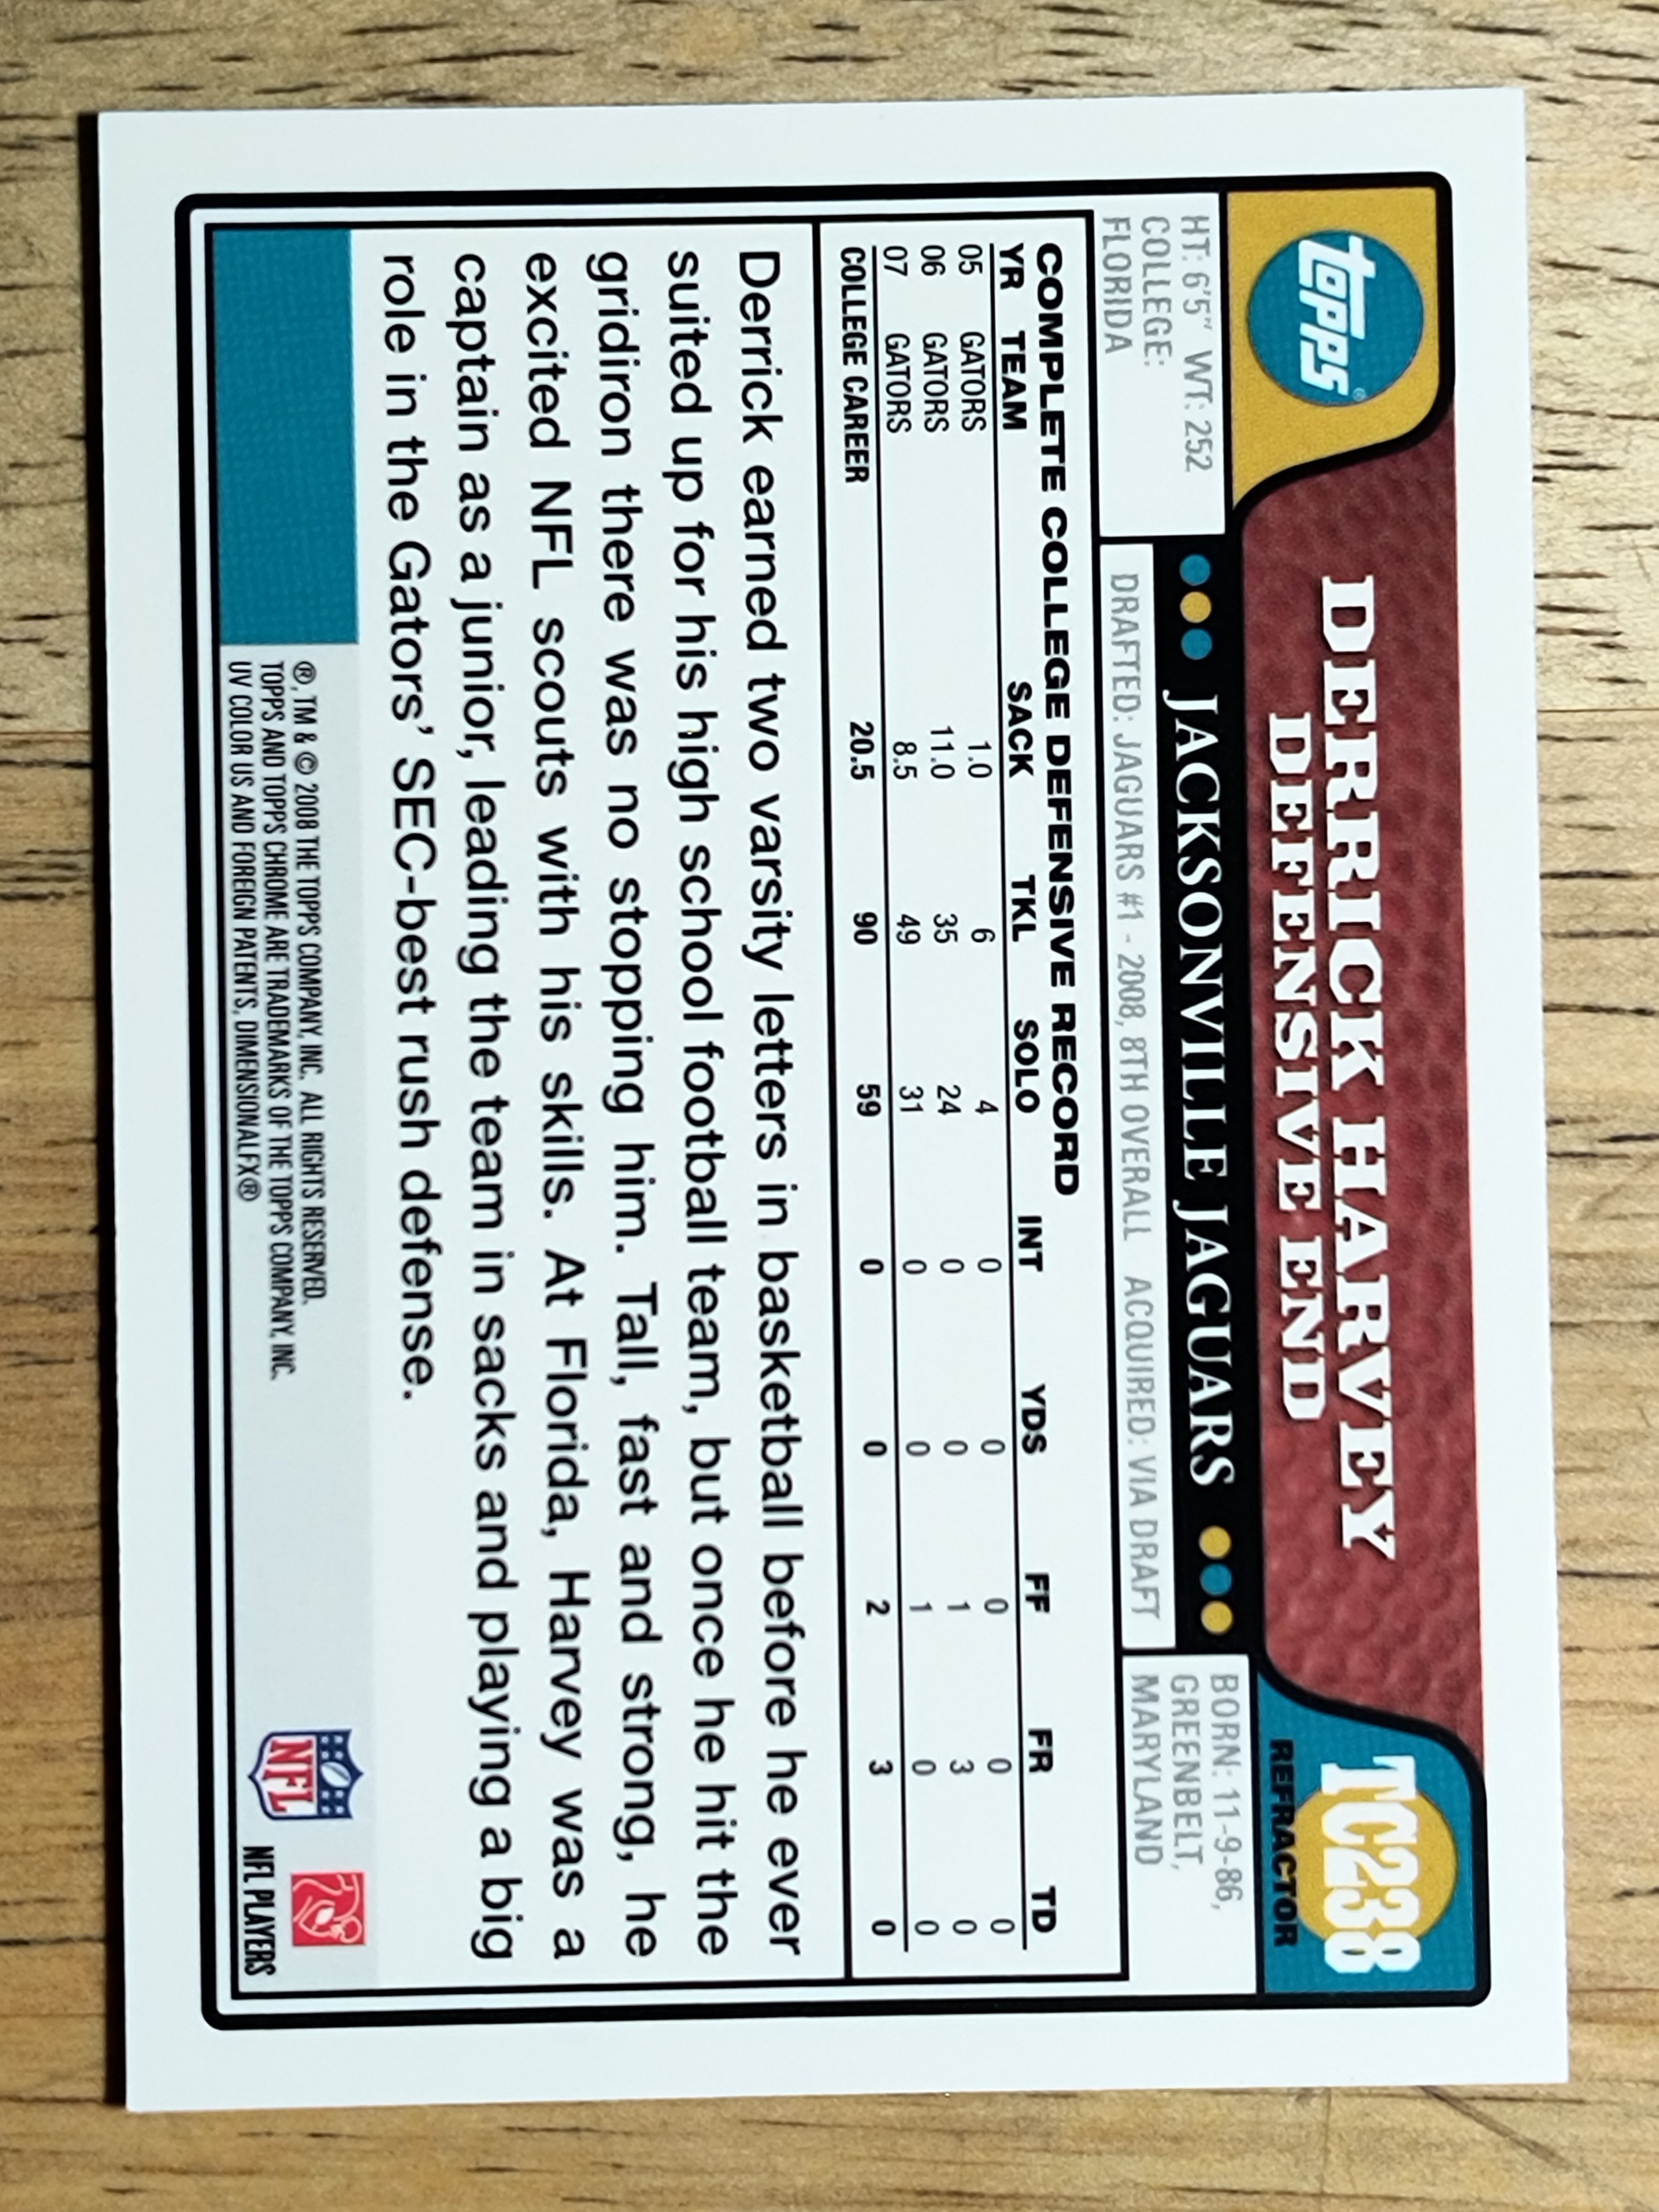 topps®
DERRICK HARVEY
DEFENSIVE END
TC238
REFRACTOR
JACKSONVILLE JAGUARS
HT: 6'5" WT: 252
COLLEGE:
FLORIDA
DRAFTED: JAGUARS #1 - 2008, 8TH OVERALL ACQUIRED: VIA DRAFT
BORN: 11-9-86,
GREENBELT,
MARYLAND
COMPLETE COLLEGE DEFENSIVE RECORD
YR TEAM SACK TKL SOLO INT YDS FF FR TD
05 GATORS 1.0 6 4 0 0 0 0 0
06 GATORS 11.0 35 24 0 0 1 3 0
07 GATORS 8.5 49 31 0 0 1 0 0
COLLEGE CAREER 20.5 90 59 0 0 2 3 0
Derrick earned two varsity letters in basketball before he ever
suited up for his high school football team, but once he hit the
gridiron there was no stopping him. Tall, fast and strong, he
excited NFL scouts with his skills. At Florida, Harvey was a
captain as a junior, leading the team in sacks and playing a big
role in the Gators' SEC-best rush defense.
®, TM & © 2008 THE TOPPS COMPANY, INC. ALL RIGHTS RESERVED.
TOPPS AND TOPPS CHROME ARE TRADEMARKS OF THE TOPPS COMPANY, INC.
UV COLOR US AND FOREIGN PATENTS, DIMENSIONALFX®
NFL
NFL PLAYERS